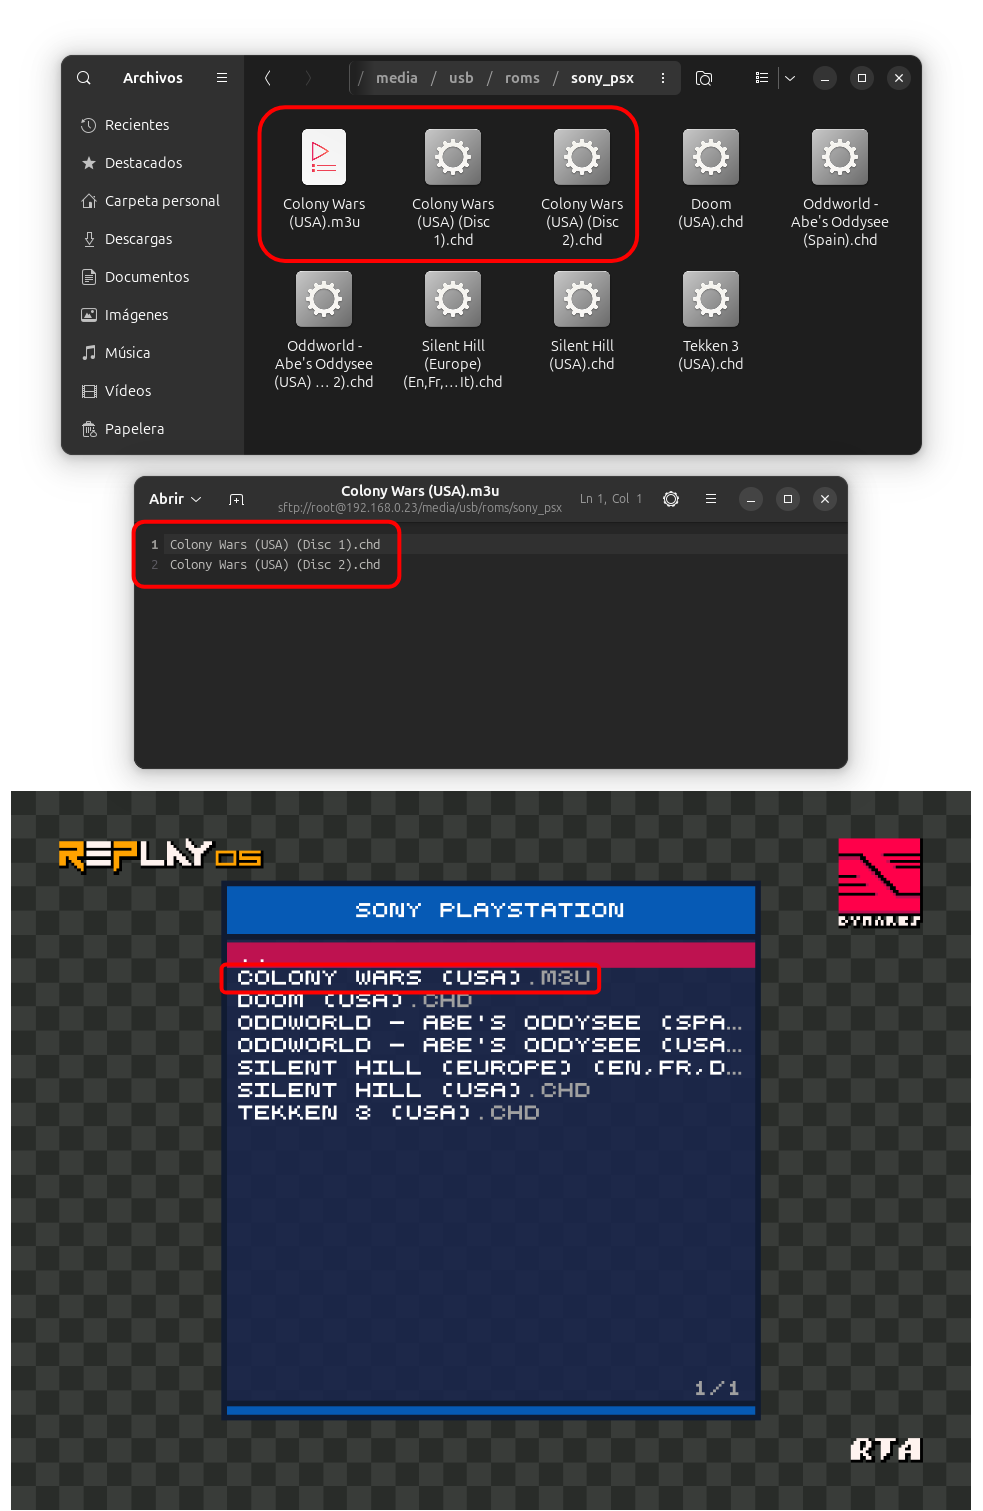 Archivos
/ media / usb / roms / sony_psx
Recientes
Destacados
Carpeta personal
Descargas
Documentos
Imágenes
Música
Vídeos
Papelera
Colony Wars
(USA).m3u
Colony Wars
(USA) (Disc
1).chd
Colony Wars
(USA) (Disc
2).chd
Doom
(USA).chd
Oddworld -
Abe's Oddysee
(Spain).chd
Oddworld -
Abe's Oddysee
(USA) … 2).chd
Silent Hill
(Europe)
(En,Fr,…It).chd
Silent Hill
(USA).chd
Tekken 3
(USA).chd
Abrir
Colony Wars (USA).m3u
sftp://root@192.168.0.23/media/usb/roms/sony_psx
Ln 1, Col 1
1 Colony Wars (USA) (Disc 1).chd
2 Colony Wars (USA) (Disc 2).chd
REPLAYOS
DYNARES
SONY PLAYSTATION
..
COLONY WARS (USA).M3U
DOOM (USA).CHD
ODDWORLD - ABE'S ODDYSEE (SPA...
ODDWORLD - ABE'S ODDYSEE (USA...
SILENT HILL (EUROPE) (EN,FR,D...
SILENT HILL (USA).CHD
TEKKEN 3 (USA).CHD
1/1
RTA